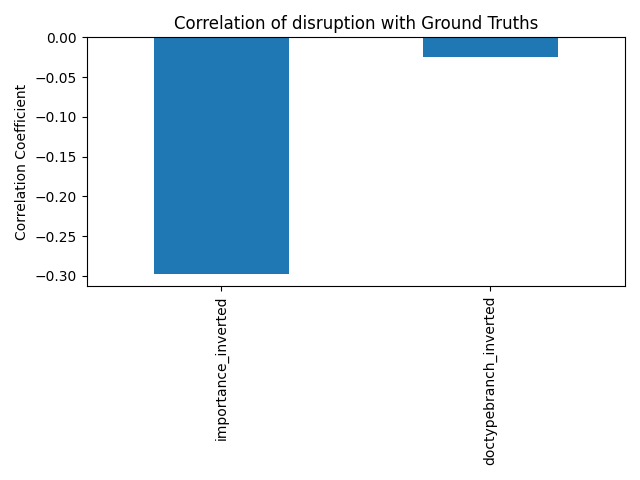 Correlation of disruption with Ground Truths
Correlation Coefficient
0.00
−0.05
−0.10
−0.15
−0.20
−0.25
−0.30
importance_inverted
doctypebranch_inverted